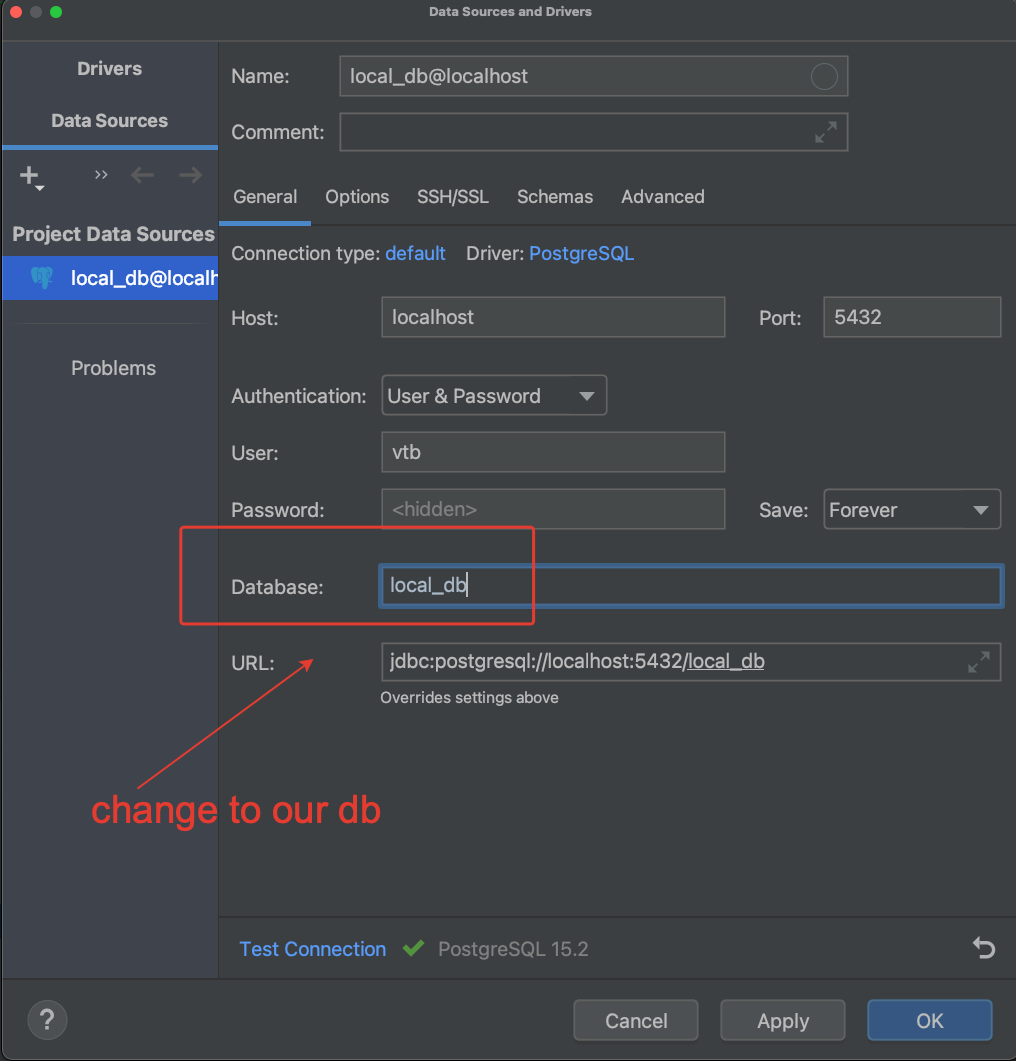 Data Sources and Drivers
Drivers
Data Sources
Project Data Sources
local_db@localh
Problems
Name: local_db@localhost
Comment:
General Options SSH/SSL Schemas Advanced
Connection type: default Driver: PostgreSQL
Host: localhost Port: 5432
Authentication: User & Password
User: vtb
Password: <hidden> Save: Forever
Database: local_db
URL: jdbc:postgresql://localhost:5432/local_db
Overrides settings above
change to our db
Test Connection PostgreSQL 15.2
? Cancel Apply OK